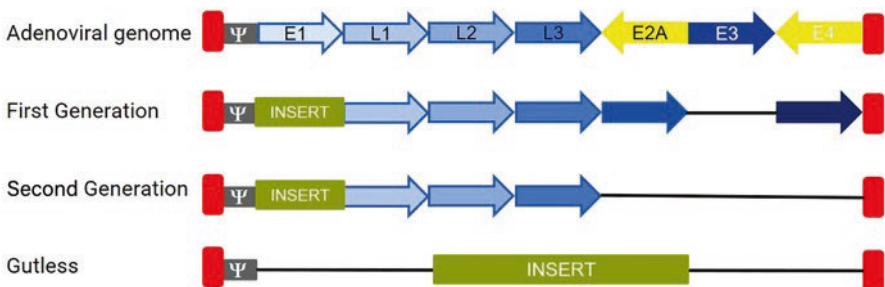 Adenoviral genome Ψ E1 L1 L2 L3 E2A E3 E4
First Generation Ψ INSERT
Second Generation Ψ INSERT
Gutless Ψ INSERT